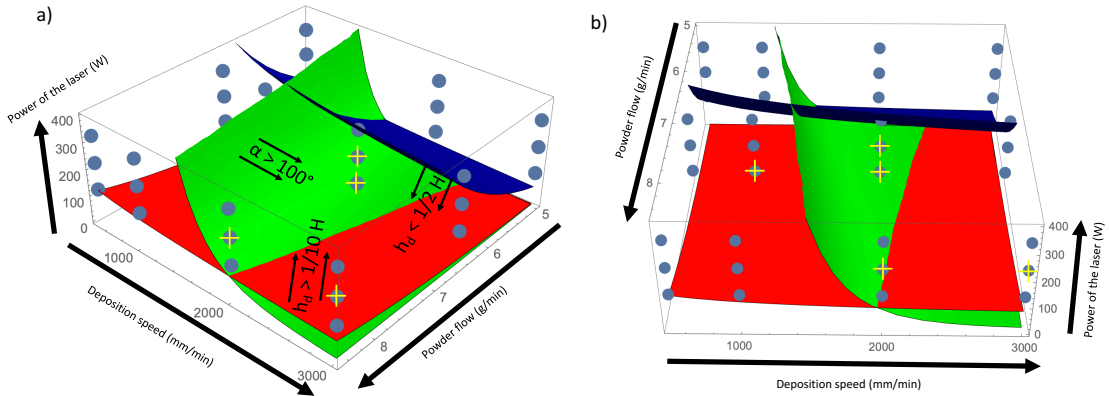 a)
Power of the laser (W)
400
300
200
100
0
1000
2000
3000
Deposition speed (mm/min)
5
6
7
8
Powder flow (g/min)
α > 100°
h_d > 1/10 H
h_d < 1/2 H
b)
5
6
7
8
Powder flow (g/min)
400
300
200
100
0
Power of the laser (W)
1000
2000
3000
Deposition speed (mm/min)